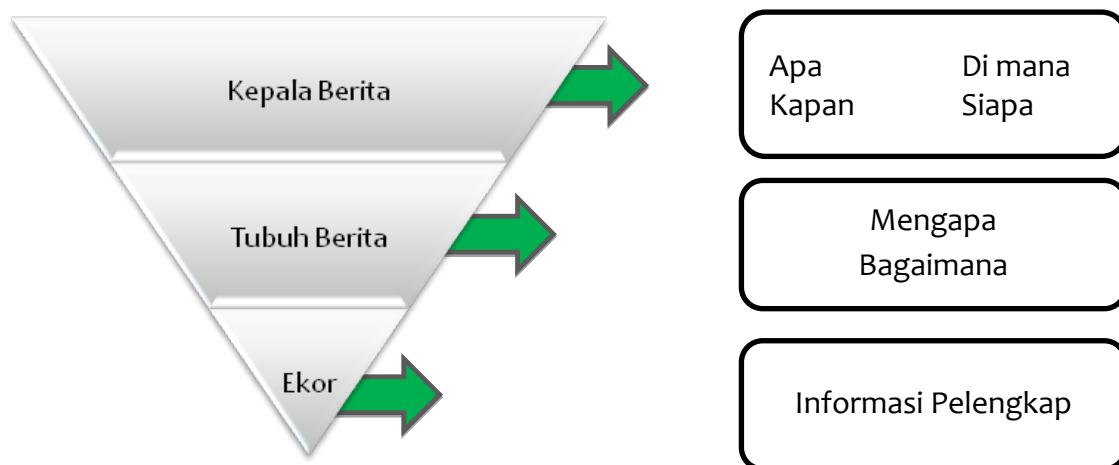 Kepala Berita
Apa Di mana
Kapan Siapa
Tubuh Berita
Mengapa
Bagaimana
Ekor
Informasi Pelengkap